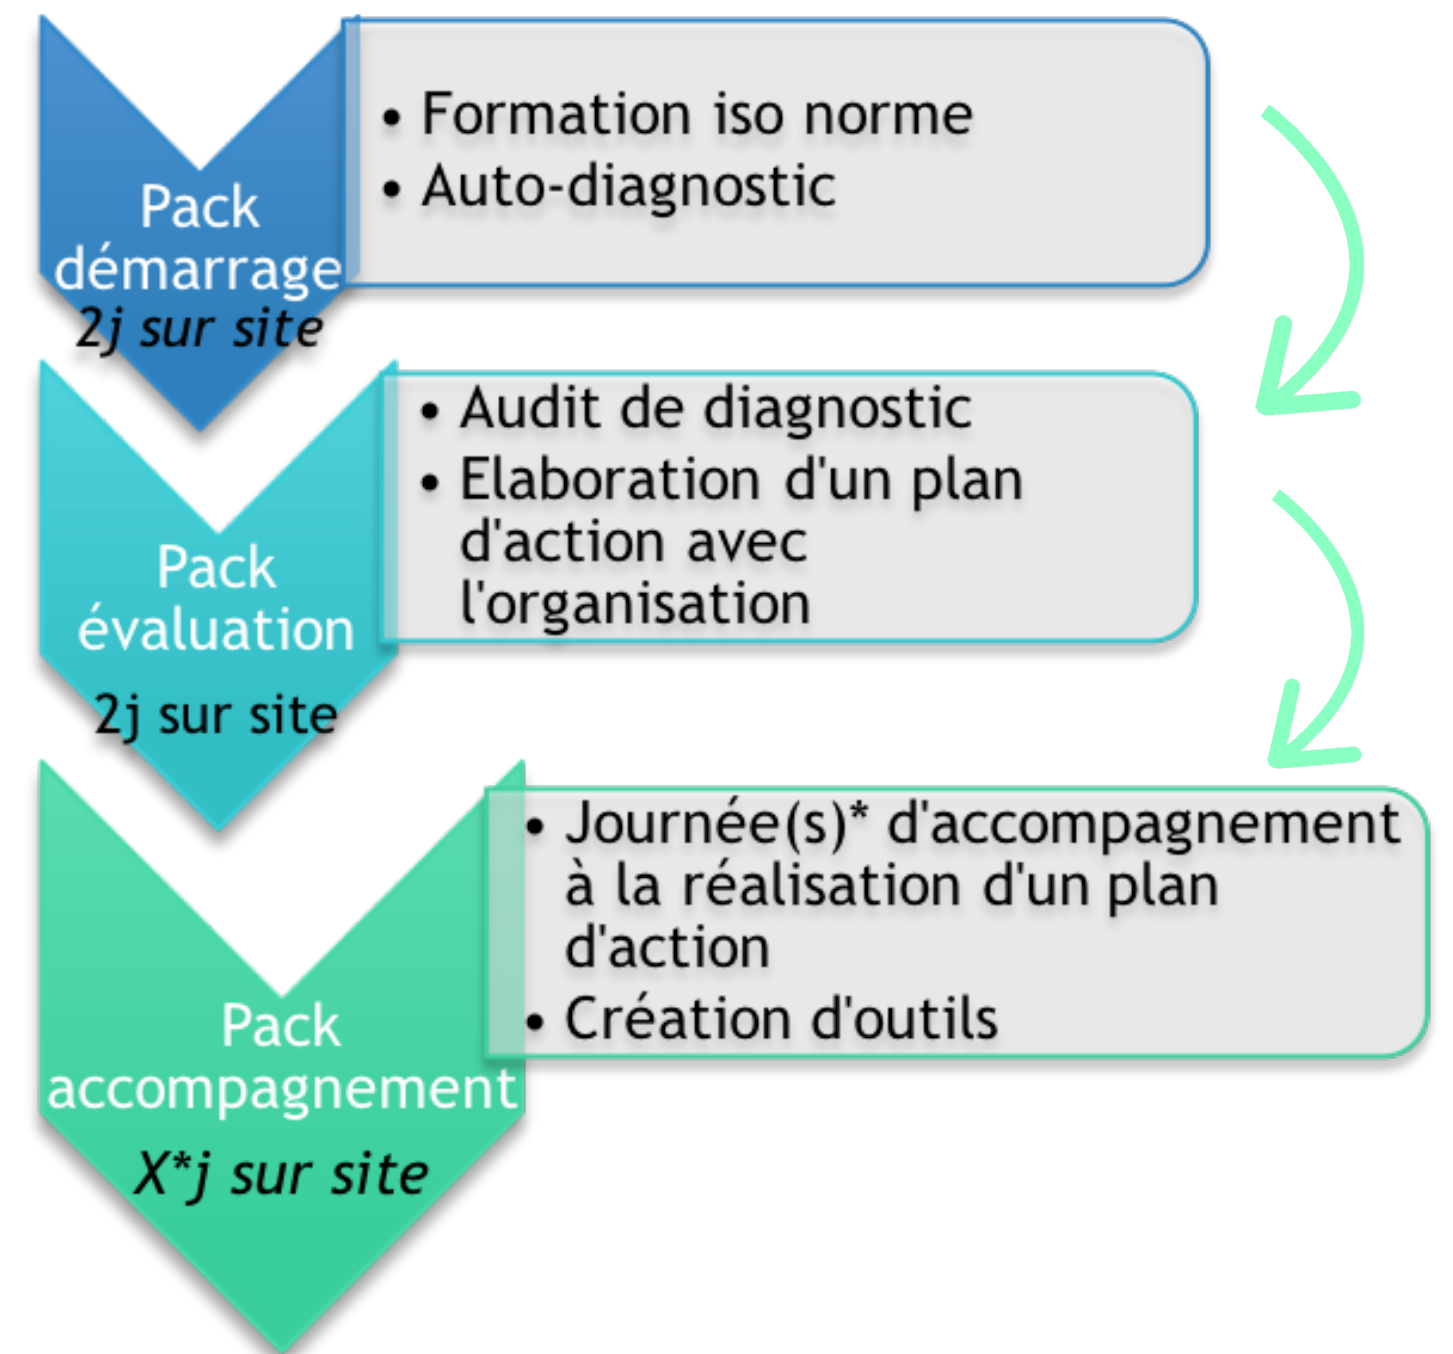 Pack
démarrage
2j sur site
• Formation iso norme
• Auto-diagnostic
Pack
évaluation
2j sur site
• Audit de diagnostic
• Elaboration d'un plan
d'action avec
l'organisation
Pack
accompagnement
X*j sur site
• Journée(s)* d'accompagnement
à la réalisation d'un plan
d'action
• Création d'outils